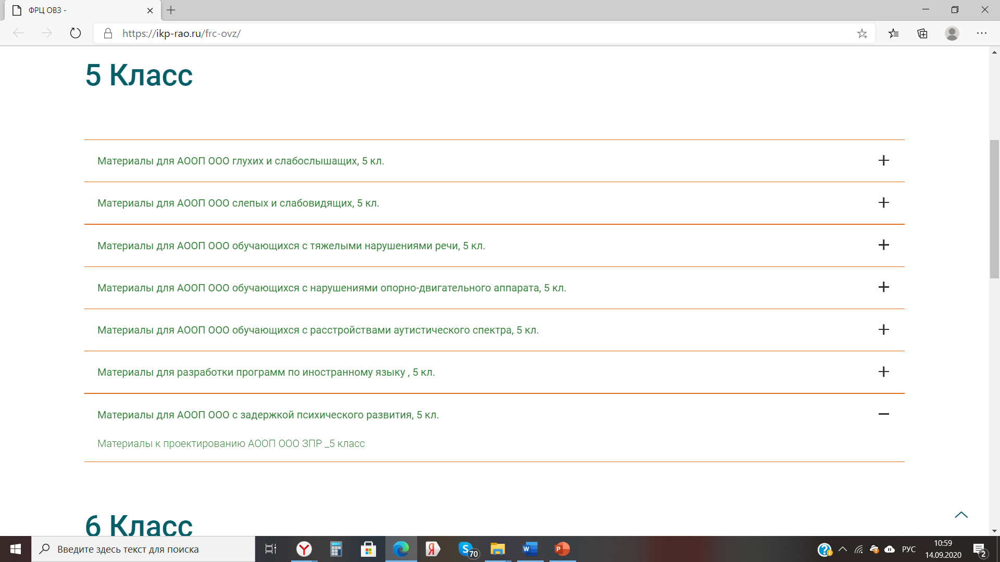 ФРЦ ОВЗ -
https://ikp-rao.ru/frc-ovz/
5 Класс
Материалы для АООП ООО глухих и слабослышащих, 5 кл.
Материалы для АООП ООО слепых и слабовидящих, 5 кл.
Материалы для АООП ООО обучающихся с тяжелыми нарушениями речи, 5 кл.
Материалы для АООП ООО обучающихся с нарушениями опорно-двигательного аппарата, 5 кл.
Материалы для АООП ООО обучающихся с расстройствами аутистического спектра, 5 кл.
Материалы для разработки программ по иностранному языку , 5 кл.
Материалы для АООП ООО с задержкой психического развития, 5 кл.
Материалы к проектированию АООП ООО ЗПР _5 класс
6 Класс
Введите здесь текст для поиска
70
РУС
10:59
14.09.2020
2